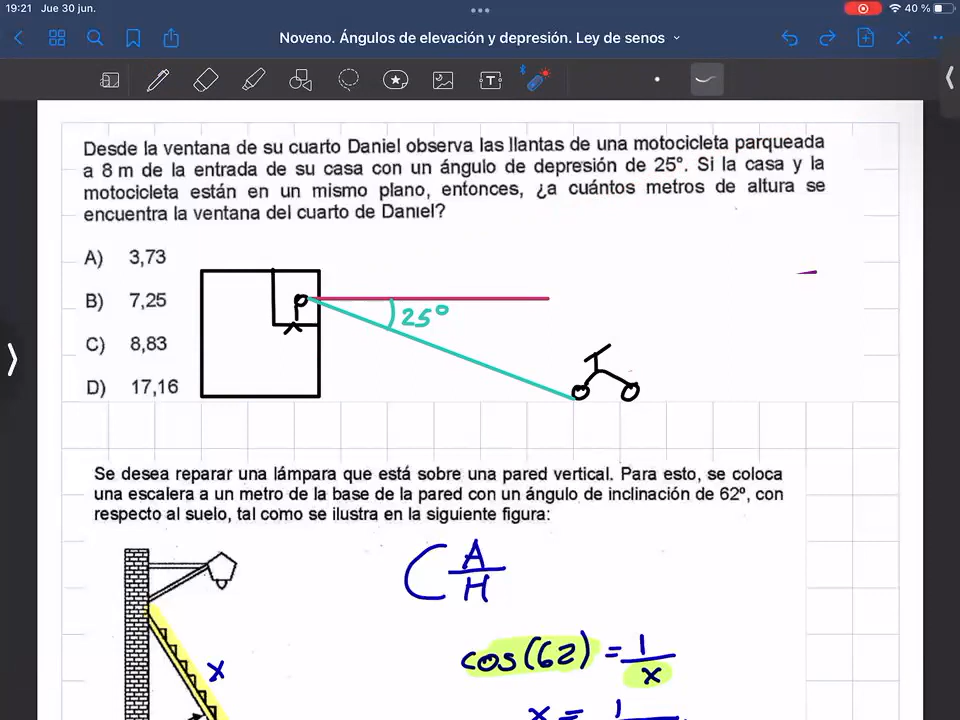 19:21 Jue 30 jun.
40 %
Noveno. Ángulos de elevación y depresión. Ley de senos
Desde la ventana de su cuarto Daniel observa las llantas de una motocicleta parqueada
a 8 m de la entrada de su casa con un ángulo de depresión de 25°. Si la casa y la
motocicleta están en un mismo plano, entonces, ¿a cuántos metros de altura se
encuentra la ventana del cuarto de Daniel?
A) 3,73
B) 7,25
C) 8,83
D) 17,16
25°
Se desea reparar una lámpara que está sobre una pared vertical. Para esto, se coloca
una escalera a un metro de la base de la pared con un ángulo de inclinación de 62º, con
respecto al suelo, tal como se ilustra en la siguiente figura:
C A
H
cos(62) = 1
x
x
x = 1